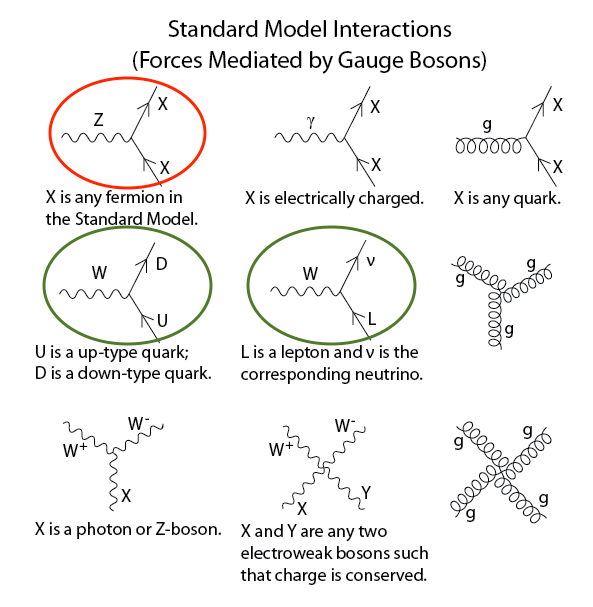 Standard Model Interactions
(Forces Mediated by Gauge Bosons)
Z
X
X
X is any fermion in
the Standard Model.
γ
X
X
X is electrically charged.
g
X
X
X is any quark.
W
D
U
U is a up-type quark;
D is a down-type quark.
W
ν
L
L is a lepton and ν is the
corresponding neutrino.
g
g
g
W+
W-
X
X is a photon or Z-boson.
W+
W-
X
Y
X and Y are any two
electroweak bosons such
that charge is conserved.
g
g
g
g